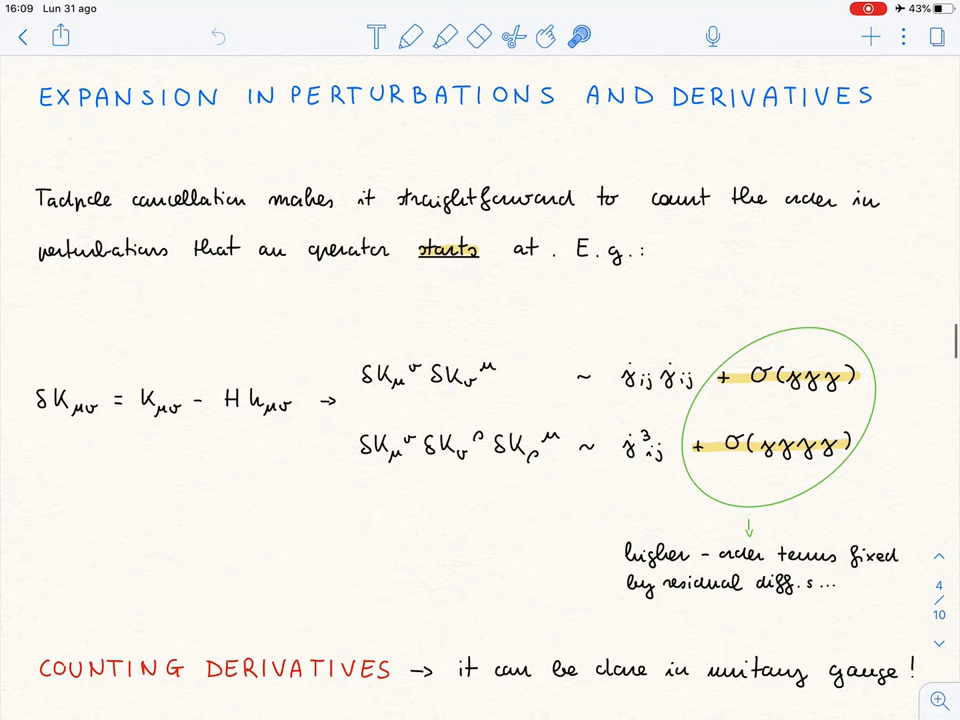 16:09 Lun 31 ago 43%
EXPANSION IN PERTURBATIONS AND DERIVATIVES
Tadpole cancellation makes it straightforward to count the order in
perturbations that an operator starts at. E.g.:
δK_μ^ν δK_ν^μ ~ γ̇_ij γ̇_ij + O(γγγ)
δK_μν = K_μν - H h_μν →
δK_μ^ν δK_ν^ρ δK_ρ^μ ~ γ̇^3_ij + O(γγγγ)
↓
higher-order terms fixed
by residual diff.s...
4
/
10
COUNTING DERIVATIVES → it can be done in unitary gauge!